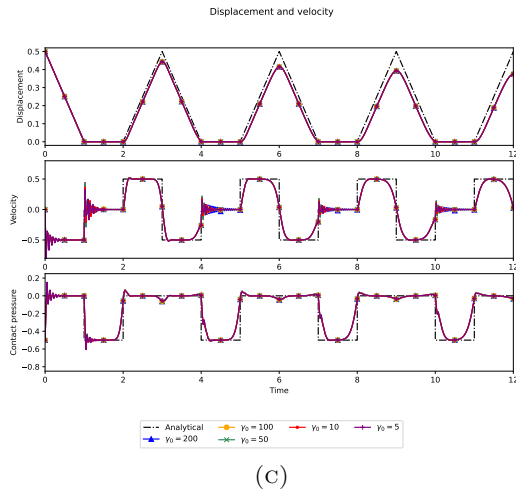 Displacement and velocity
0.5
0.4
0.3
0.2
0.1
0.0
Displacement
0 2 4 6 8 10 12
0.5
0.0
−0.5
Velocity
0 2 4 6 8 10 12
0.2
0.0
−0.2
−0.4
−0.6
−0.8
Contact pressure
0 2 4 6 8 10 12
Time
Analytical γ₀ = 100 γ₀ = 10 γ₀ = 5
γ₀ = 200 γ₀ = 50
(c)